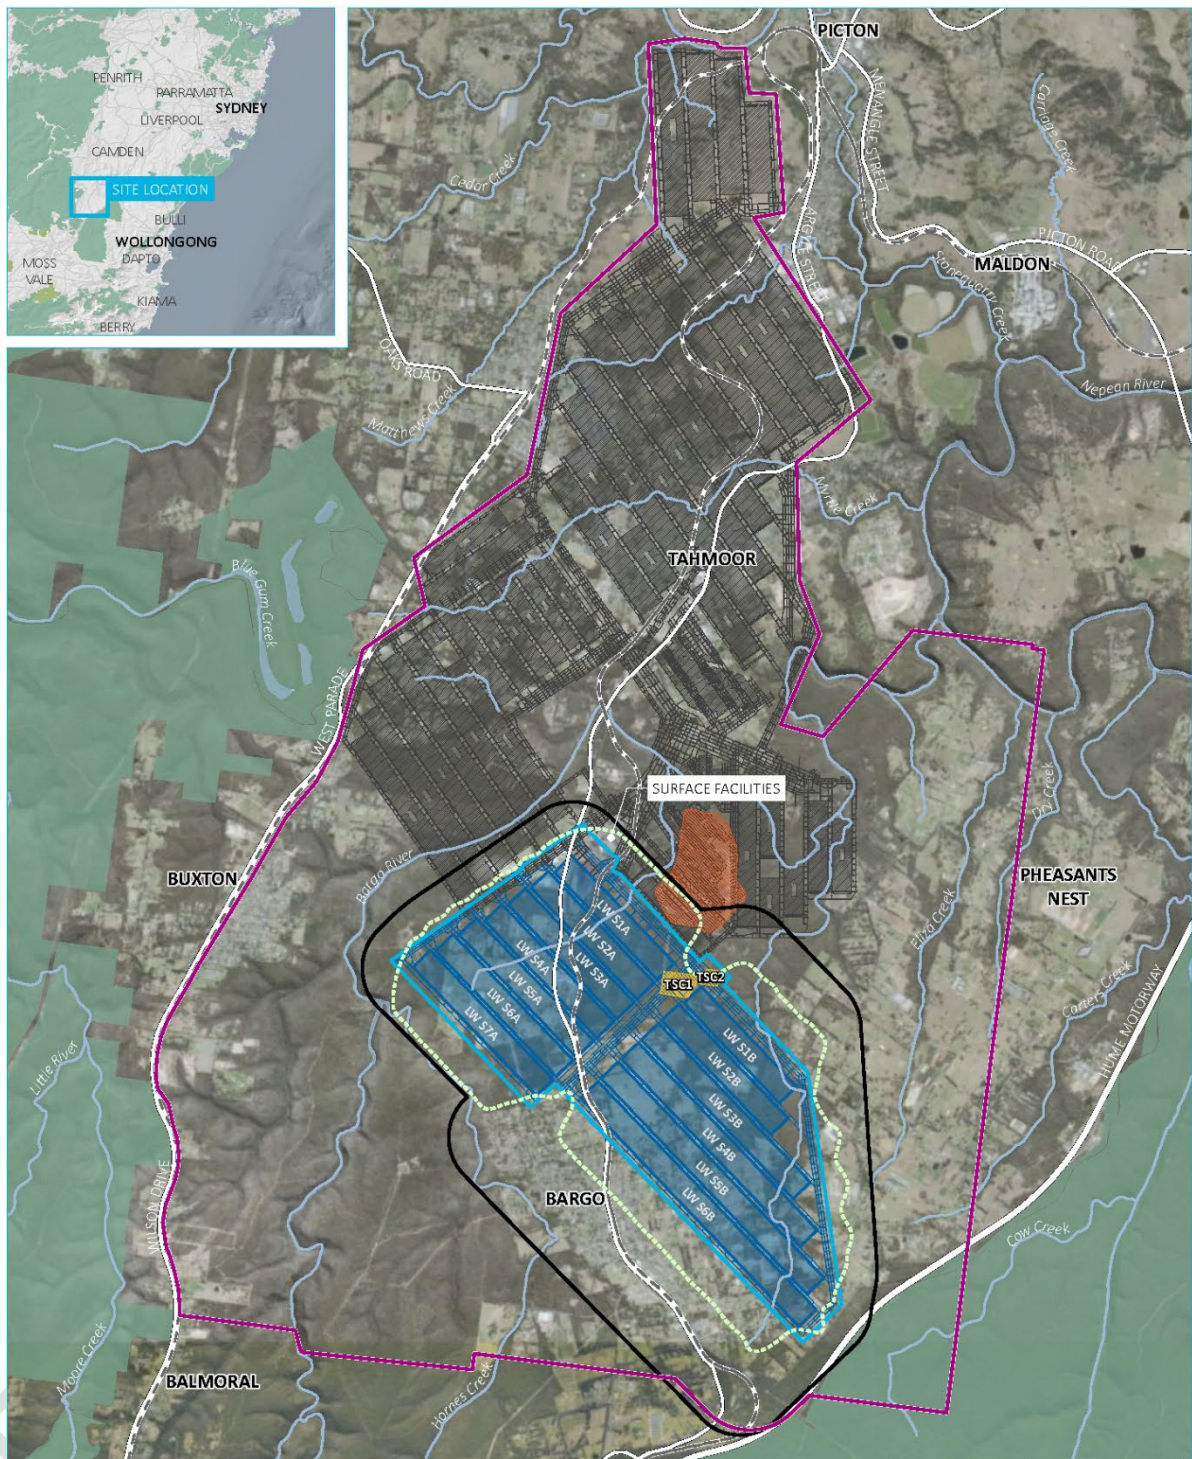 PENRITH
PARRAMATTA
SYDNEY
LIVERPOOL
CAMDEN
SITE LOCATION
BULLI
WOLLONGONG
DAPTO
MOSS
VALE
KIAMA
BERRY
PICTON
MENANGLE STREET
Carriage Creek
Cedar Creek
ARGYLE STREET
PICTON ROAD
MALDON
Stonequarry Creek
OAKS ROAD
Nepean River
Matthews Creek
Myrtle Creek
TAHMOOR
Blue Gum Creek
WEST PARADE
SURFACE FACILITIES
Dry Creek
Bargo River
BUXTON
PHEASANTS
NEST
Eliza Creek
LW S1A
LW S2A
LW S3A
LW S4A
LW S5A
LW S6A
LW S7A
TSC1
TSC2
Carters Creek
HUME MOTORWAY
LW S1B
LW S2B
LW S3B
LW S4B
LW S5B
LW S6B
Little River
BARGO
WILSON DRIVE
Cow Creek
Moore Creek
BALMORAL
Hornes Creek